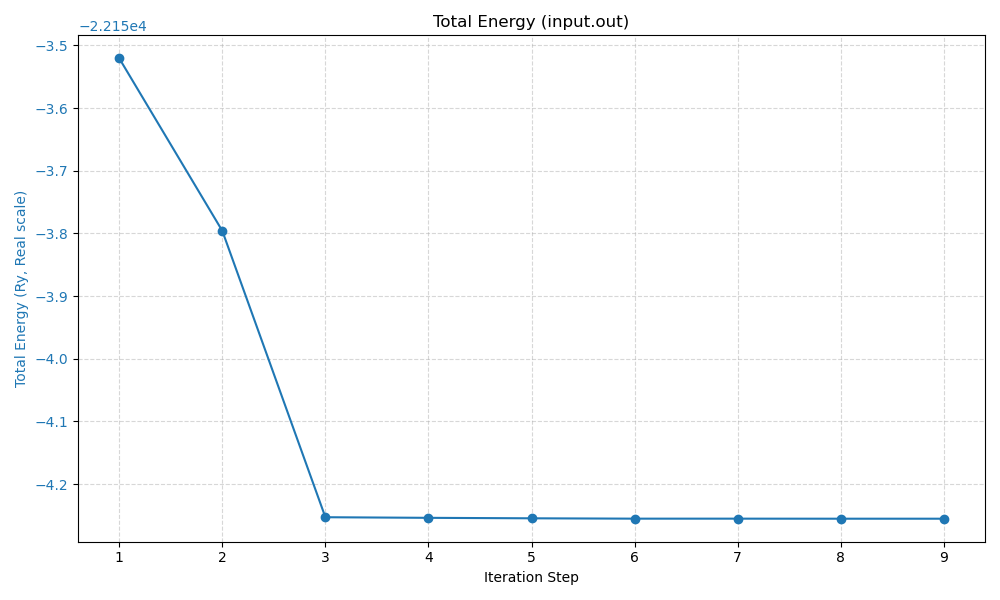 Total Energy (input.out)
−2.215e4
−3.5
−3.6
−3.7
−3.8
−3.9
−4.0
−4.1
−4.2
Total Energy (Ry, Real scale)
1 2 3 4 5 6 7 8 9
Iteration Step